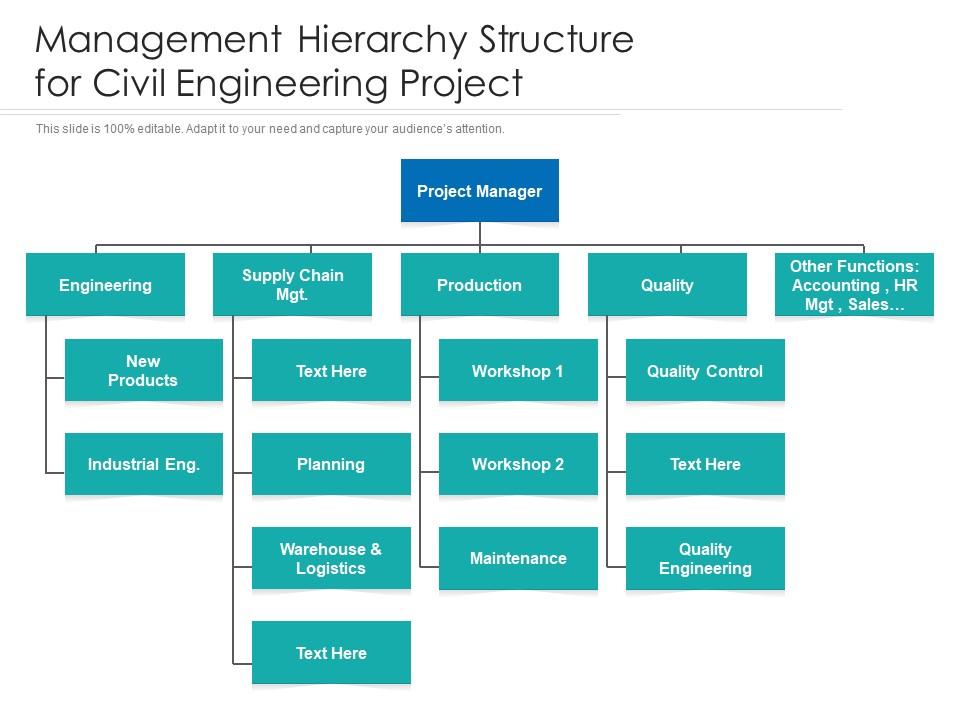 Management Hierarchy Structure
for Civil Engineering Project
This slide is 100% editable. Adapt it to your need and capture your audience's attention.
Project Manager
Engineering
Supply Chain
Mgt.
Production
Quality
Other Functions:
Accounting , HR
Mgt , Sales...
New
Products
Text Here
Workshop 1
Quality Control
Industrial Eng.
Planning
Workshop 2
Text Here
Warehouse &
Logistics
Maintenance
Quality
Engineering
Text Here